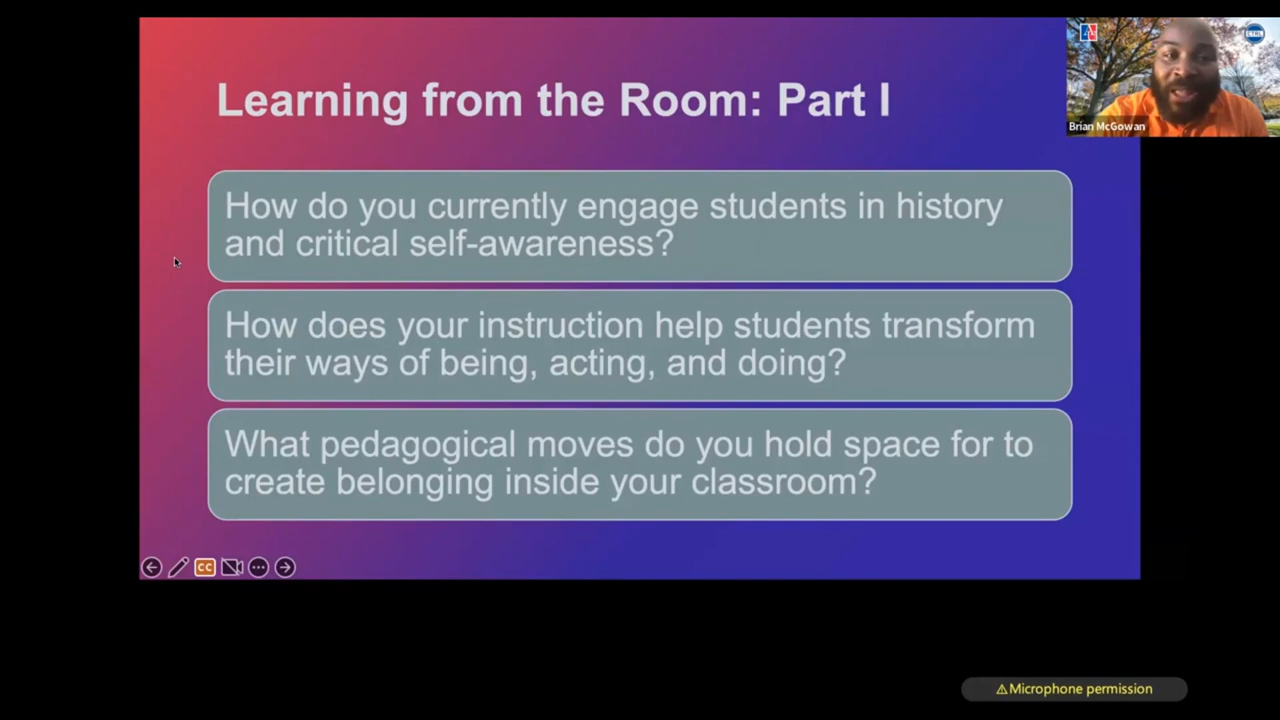 Learning from the Room: Part I
CTRL
Brian McGowan
How do you currently engage students in history
and critical self-awareness?
How does your instruction help students transform
their ways of being, acting, and doing?
What pedagogical moves do you hold space for to
create belonging inside your classroom?
CC
⚠Microphone permission